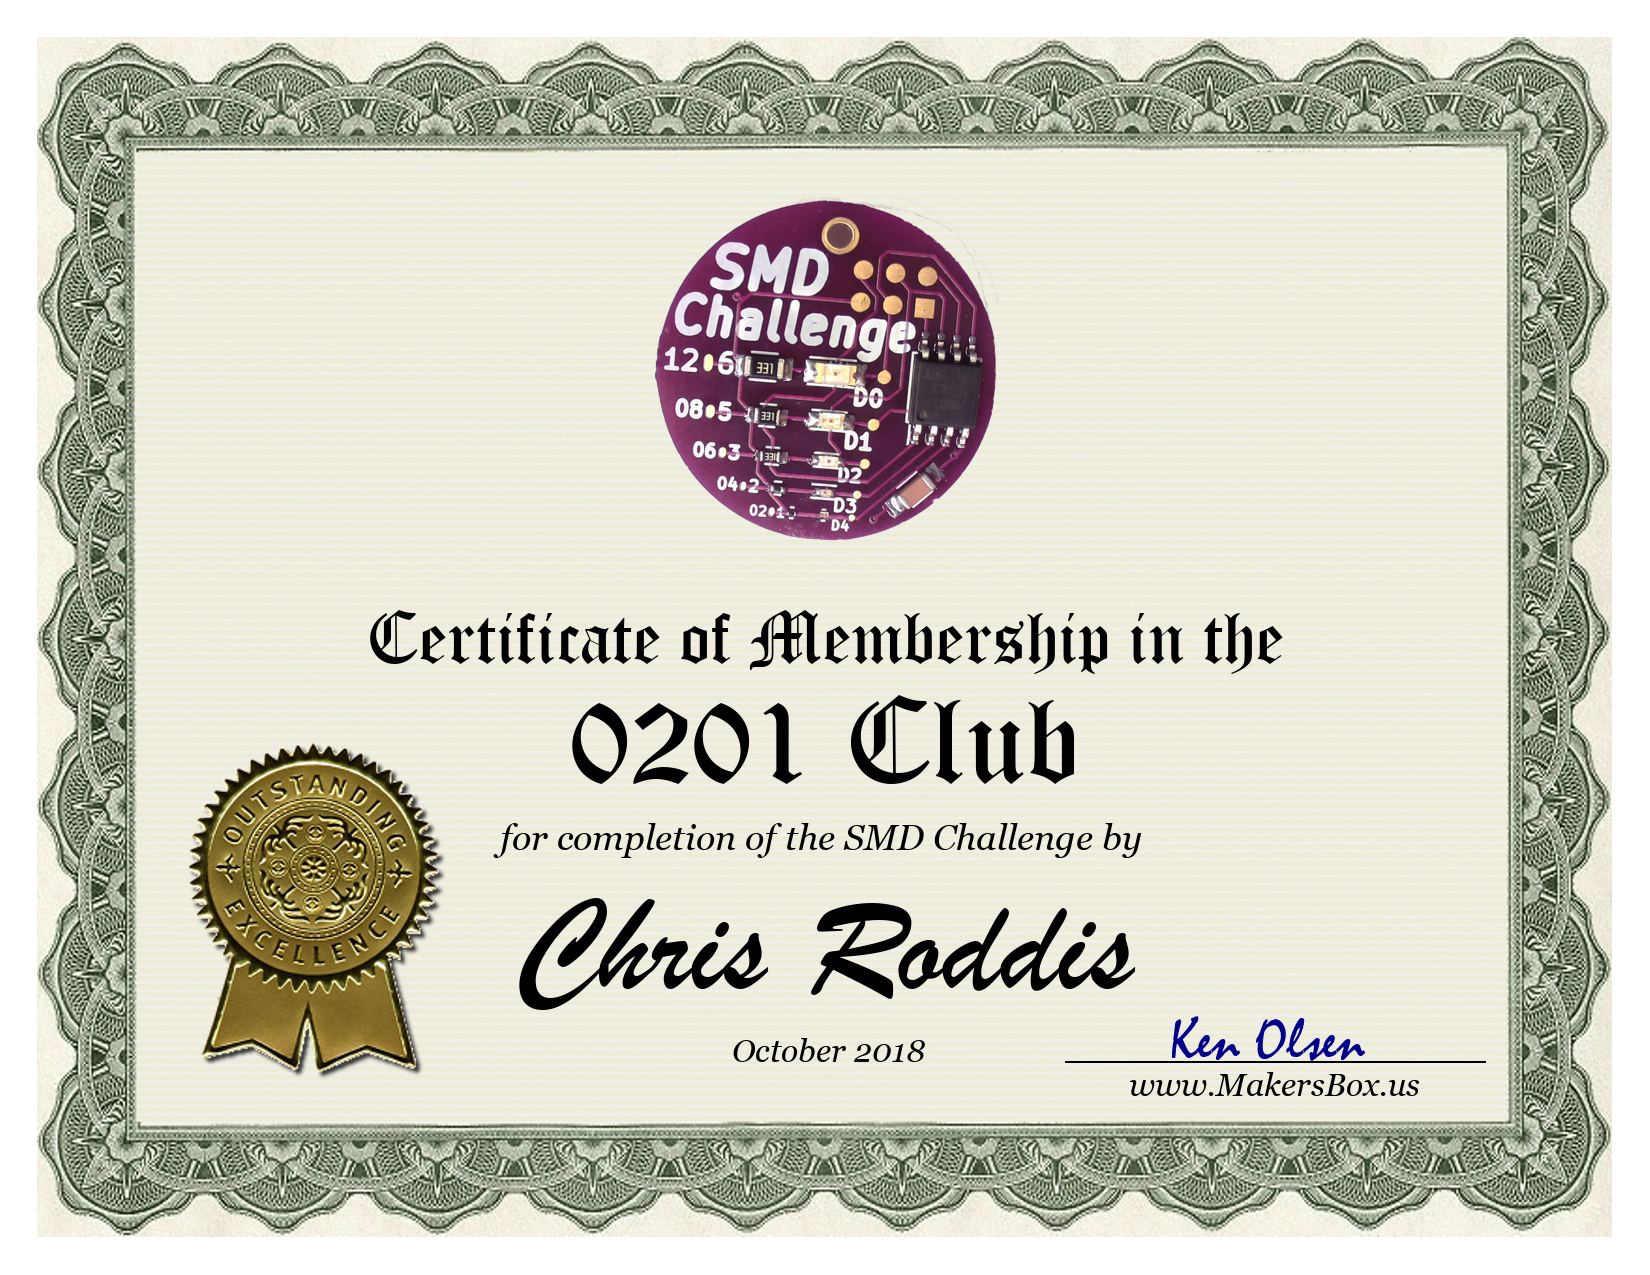 SMD
Challenge
12•6
331
D0
08•5
331
D1
06•3
331
D2
04•2
D3
02•1
D4
Certificate of Membership in the
0201 Club
for completion of the SMD Challenge by
Chris Roddis
OUTSTANDING
EXCELLENCE
October 2018
Ken Olsen
www.MakersBox.us